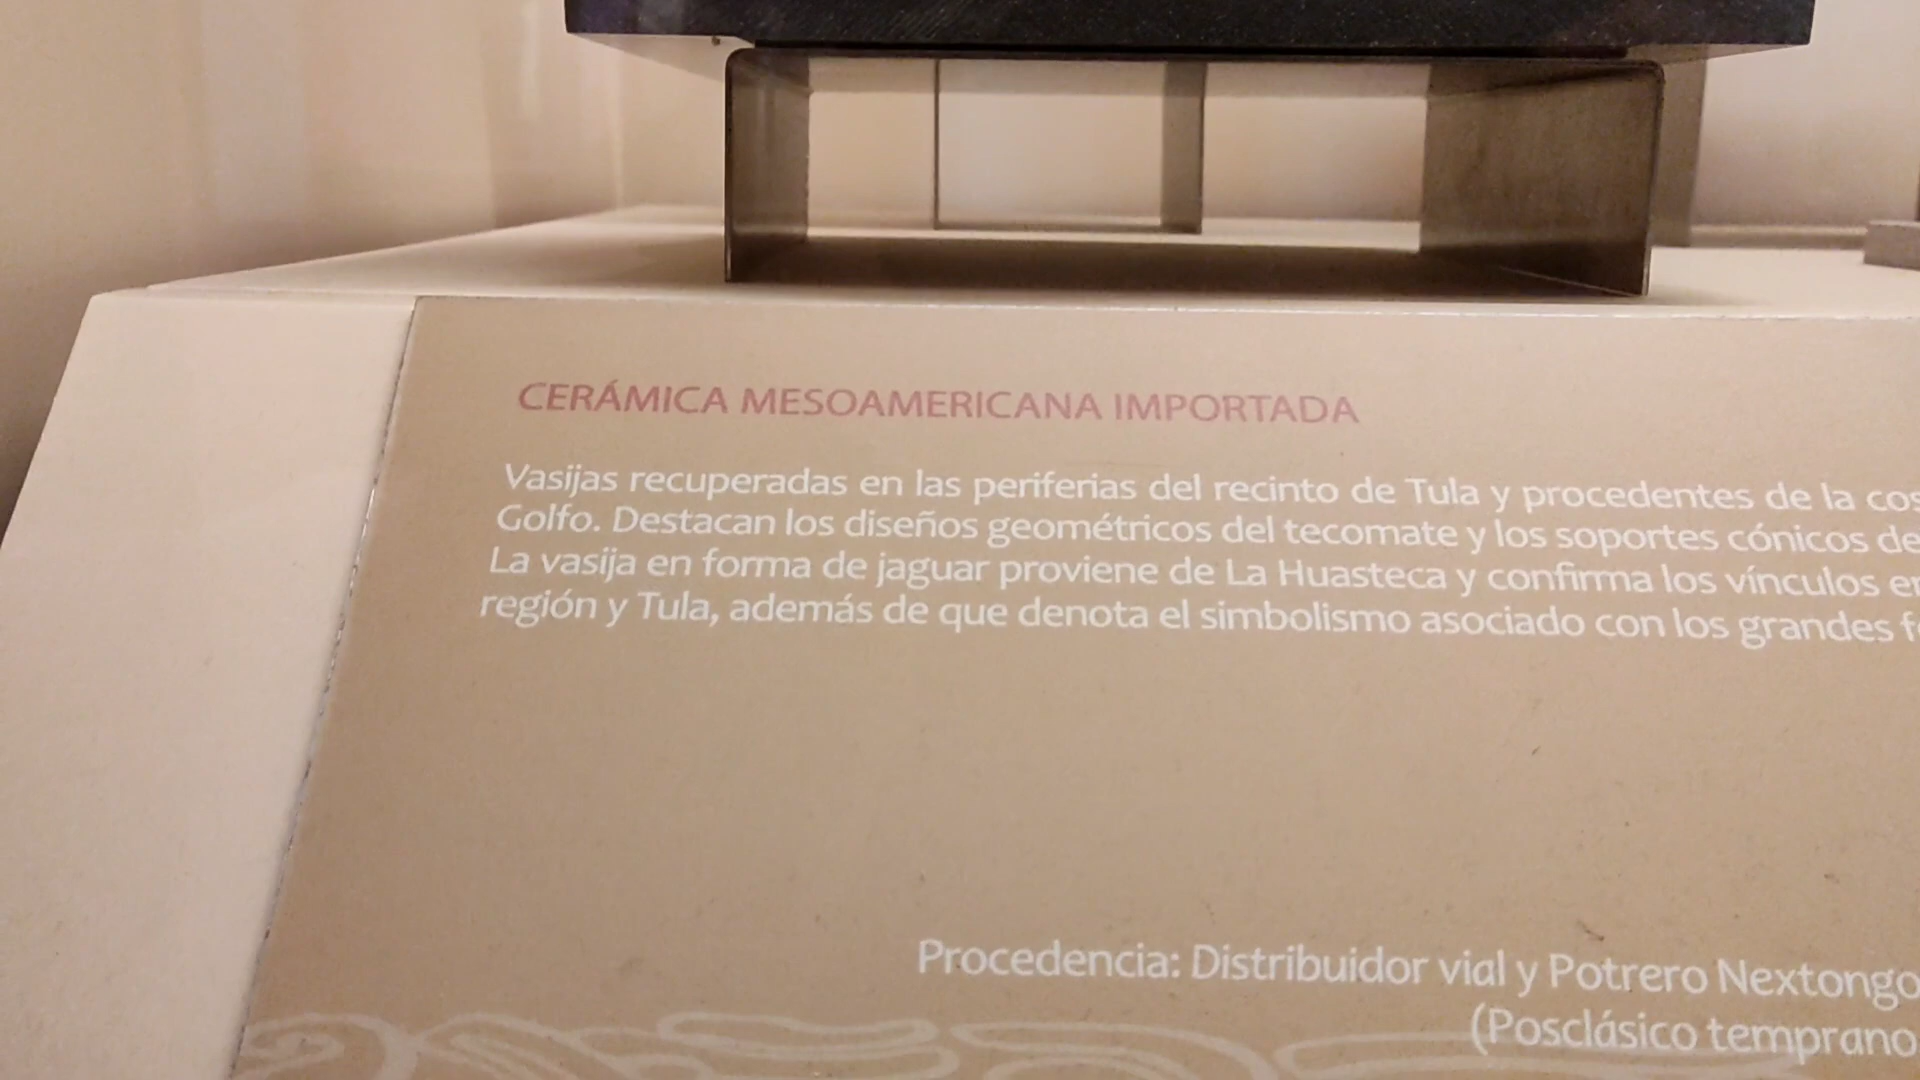 CERÁMICA MESOAMERICANA IMPORTADA
Vasijas recuperadas en las periferias del recinto de Tula y procedentes de la cos
Golfo. Destacan los diseños geométricos del tecomate y los soportes cónicos de
La vasija en forma de jaguar proviene de La Huasteca y confirma los vínculos en
región y Tula, además de que denota el simbolismo asociado con los grandes
Procedencia: Distribuidor vial y Potrero Nextongo
(Posclásico temprano